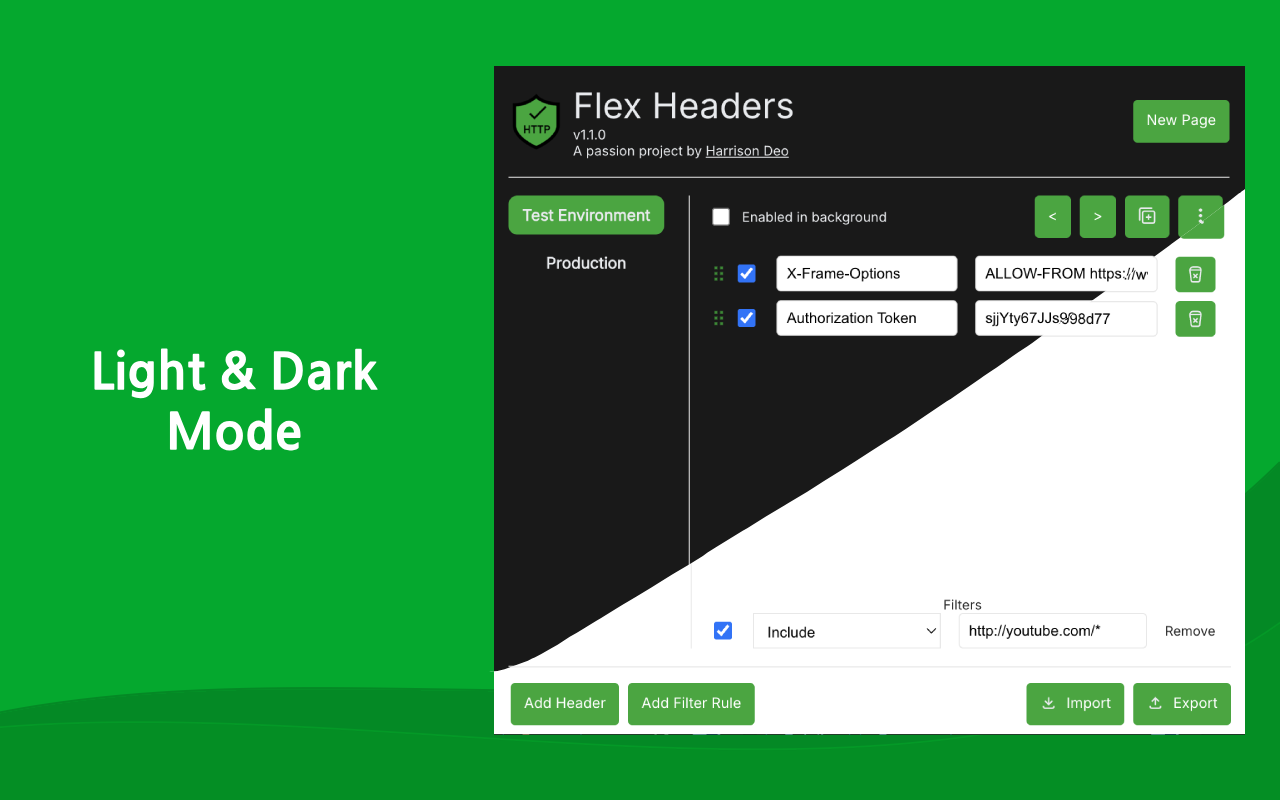 Light & Dark
Mode
HTTP
Flex Headers
v1.1.0
A passion project by Harrison Deo
New Page
Test Environment
Production
Enabled in background
<
>
X-Frame-Options
ALLOW-FROM https://w
Authorization Token
sjjYty67JJs998d77
Filters
Include
http://youtube.com/*
Remove
Add Header
Add Filter Rule
Import
Export